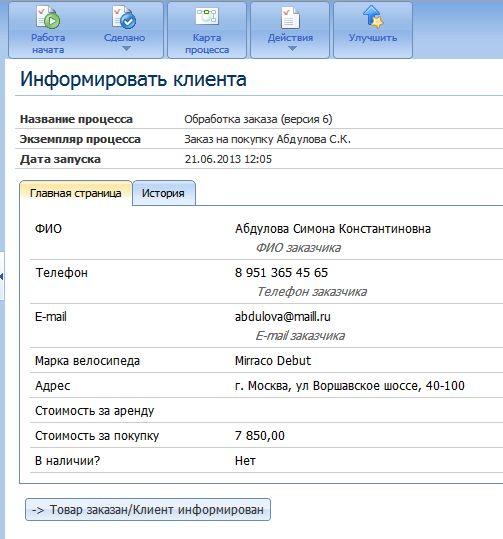 Работа начата
Сделано
Карта процесса
Действия
Улучшить
Информировать клиента
Название процесса Обработка заказа (версия 6)
Экземпляр процесса Заказ на покупку Абдулова С.К.
Дата запуска 21.06.2013 12:05
Главная страница История
ФИО Абдулова Симона Константиновна
ФИО заказчика
Телефон 8 951 365 45 65
Телефон заказчика
E-mail abdulova@maill.ru
E-mail заказчика
Марка велосипеда Mirraco Debut
Адрес г. Москва, ул Воршавское шоссе, 40-100
Стоимость за аренду
Стоимость за покупку 7 850,00
В наличии? Нет
-> Товар заказан/Клиент информирован